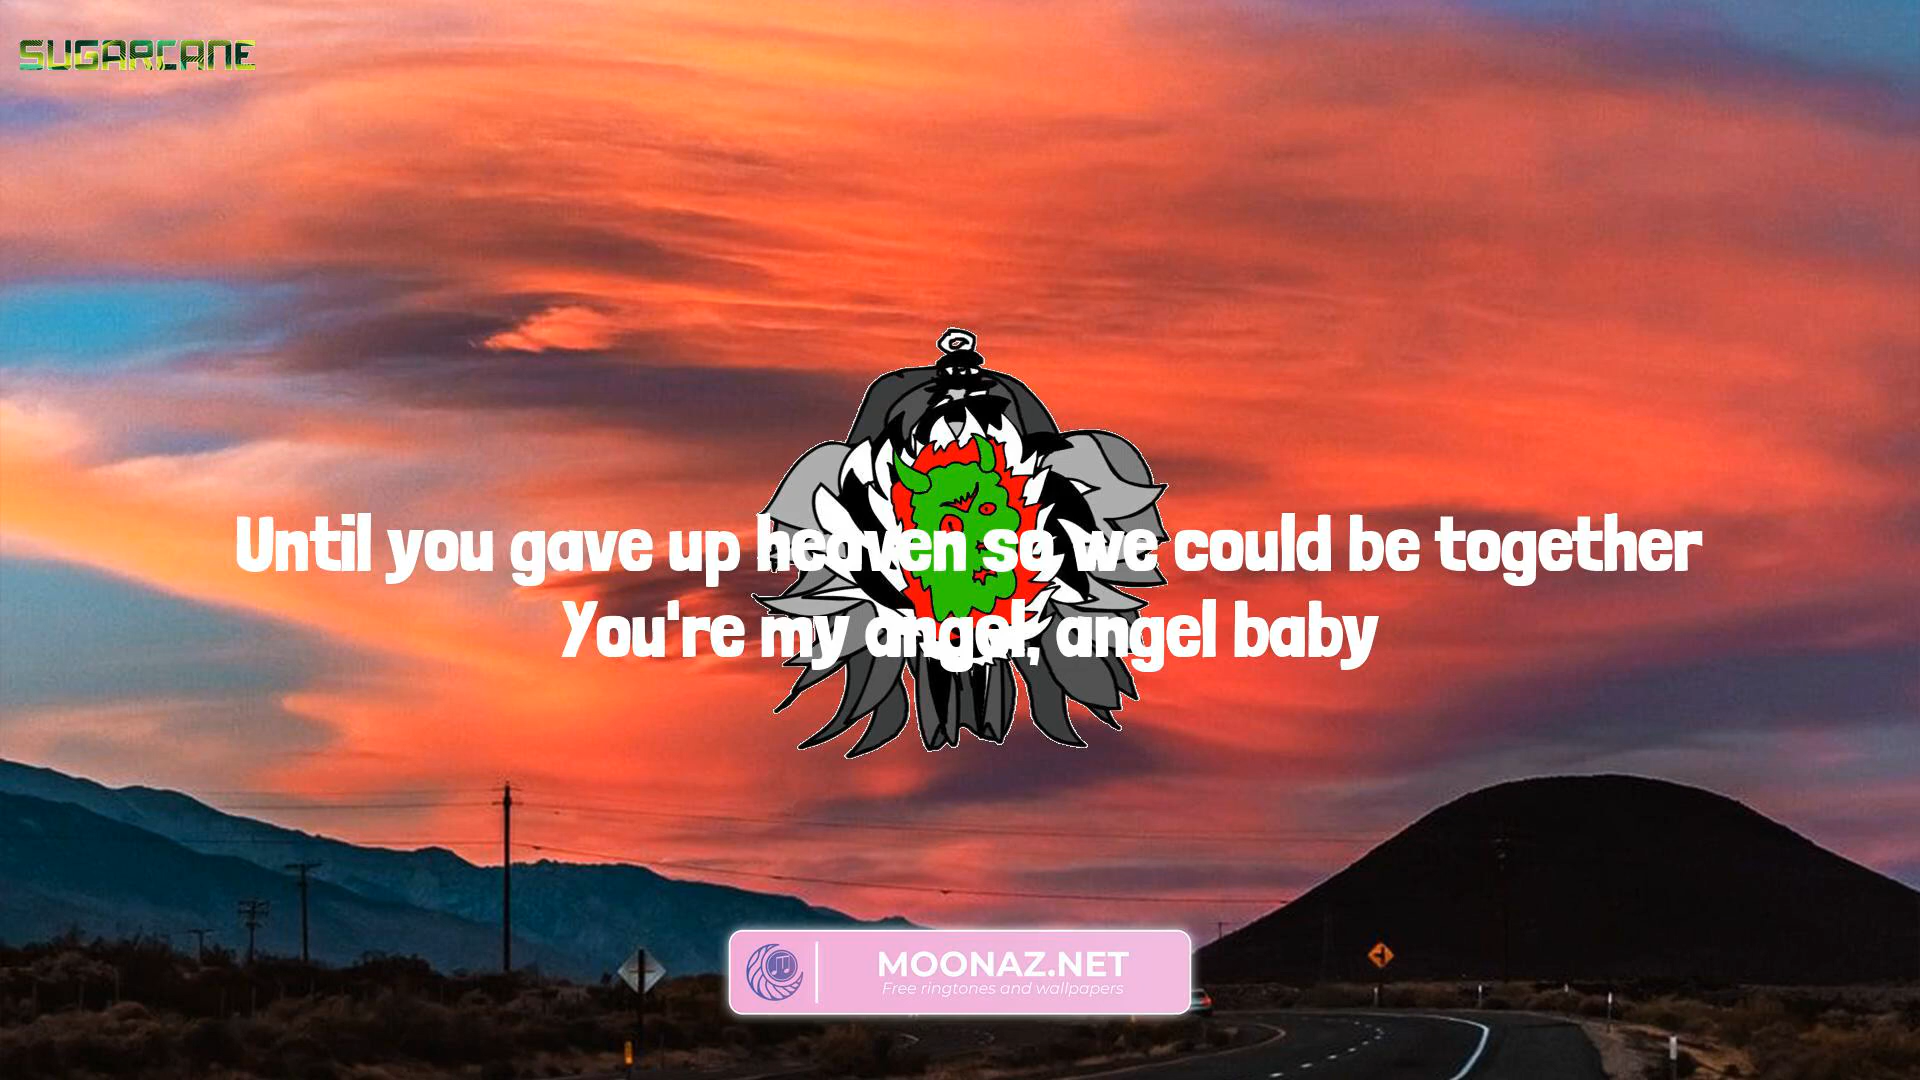 SUGARCANE
Until you gave up heaven so we could be together
You're my angel, angel baby
MOONAZ.NET
Free ringtones and wallpapers